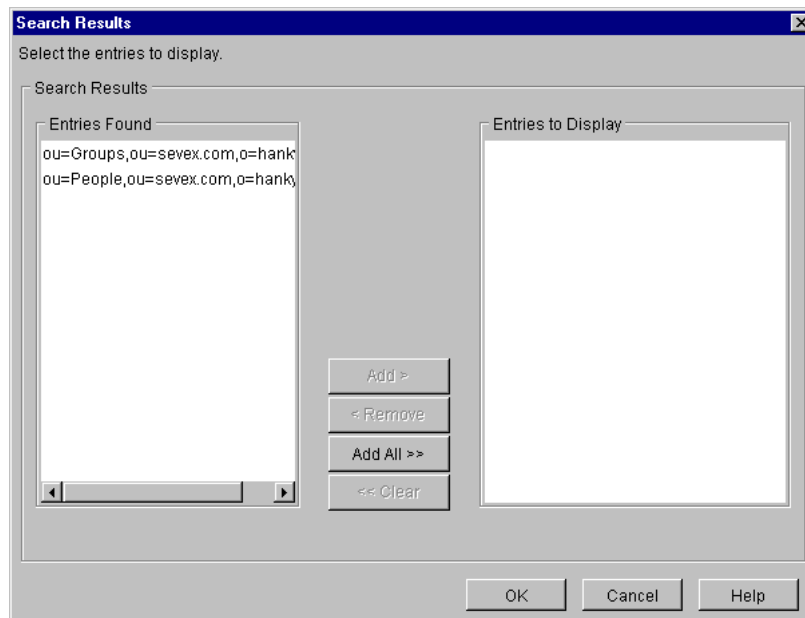 Search Results
Select the entries to display.
Search Results
Entries Found
Entries to Display
ou=Groups,ou=sevex.com,o=hank
ou=People,ou=sevex.com,o=hank
Add >
< Remove
Add All >>
<< Clear
OK
Cancel
Help